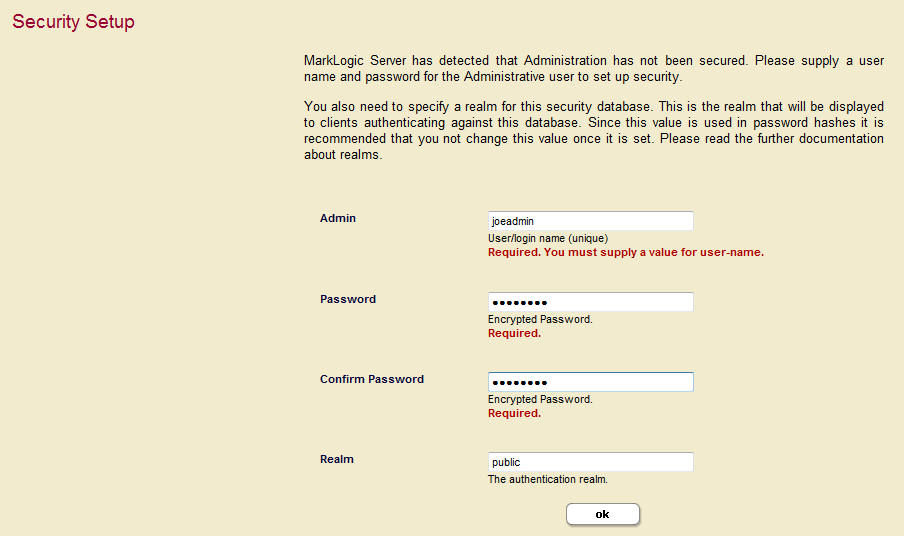 Security Setup
MarkLogic Server has detected that Administration has not been secured. Please supply a user
name and password for the Administrative user to set up security.
You also need to specify a realm for this security database. This is the realm that will be displayed
to clients authenticating against this database. Since this value is used in password hashes it is
recommended that you not change this value once it is set. Please read the further documentation
about realms.
Admin
joeadmin
User/login name (unique)
Required. You must supply a value for user-name.
Password
••••••••
Encrypted Password.
Required.
Confirm Password
••••••••
Encrypted Password.
Required.
Realm
public
The authentication realm.
ok